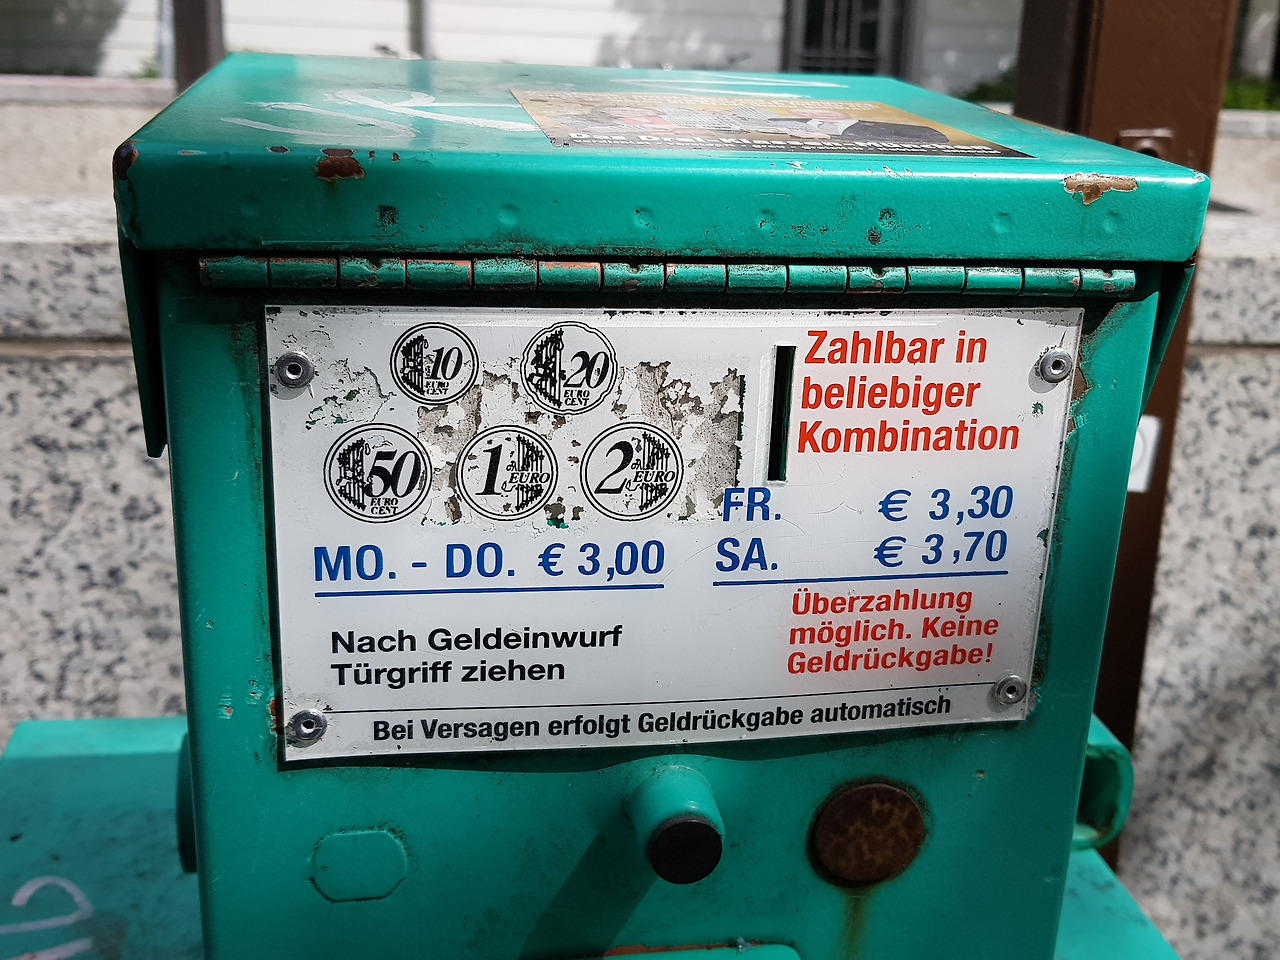 10
EURO
CENT
20
EURO
CENT
50
EURO
CENT
1
EURO
2
EURO
Zahlbar in
beliebiger
Kombination
FR. € 3,30
MO. - DO. € 3,00
SA. € 3,70
Nach Geldeinwurf
Türgriff ziehen
Überzahlung
möglich. Keine
Geldrückgabe!
Bei Versagen erfolgt Geldrückgabe automatisch